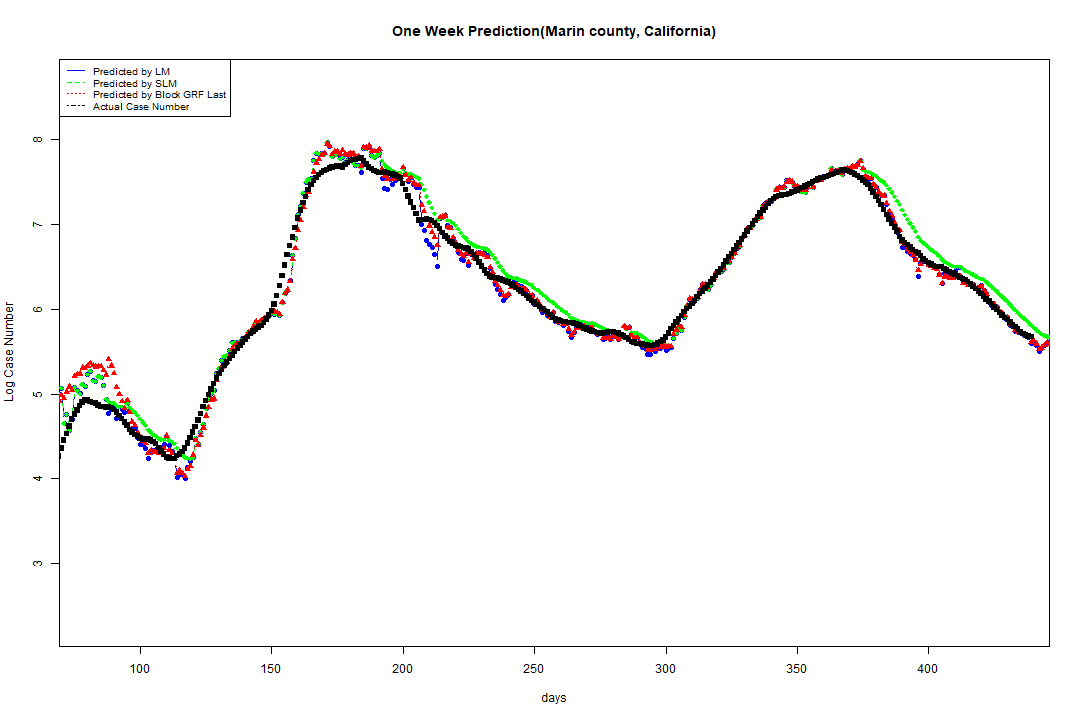 One Week Prediction(Marin county, California)
Predicted by LM
Predicted by SLM
Predicted by Block GRF Last
Actual Case Number
8
7
6
5
4
3
Log Case Number
100 150 200 250 300 350 400
days